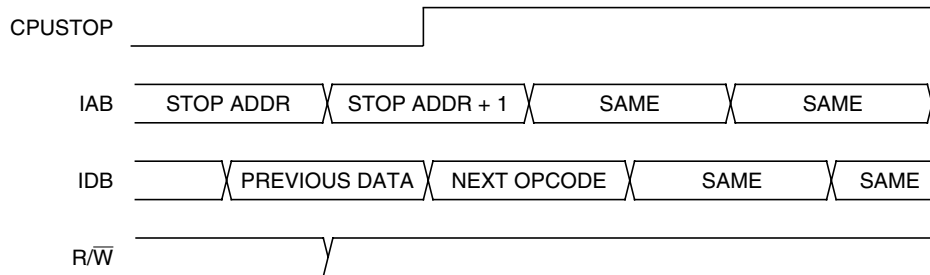 CPUSTOP
IAB STOP ADDR STOP ADDR + 1 SAME SAME
IDB PREVIOUS DATA NEXT OPCODE SAME SAME
R/W̅